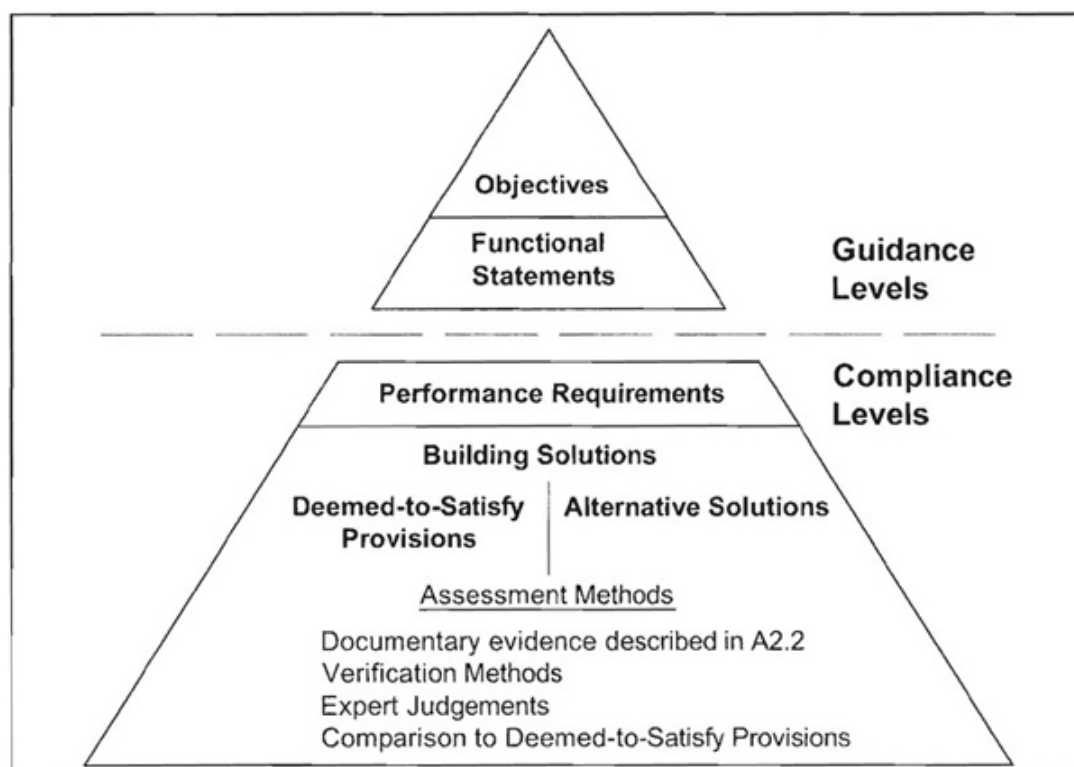 Objectives
Functional
Statements
Guidance
Levels
Performance Requirements
Compliance
Levels
Building Solutions
Deemed-to-Satisfy
Provisions
Alternative Solutions
Assessment Methods
Documentary evidence described in A2.2
Verification Methods
Expert Judgements
Comparison to Deemed-to-Satisfy Provisions